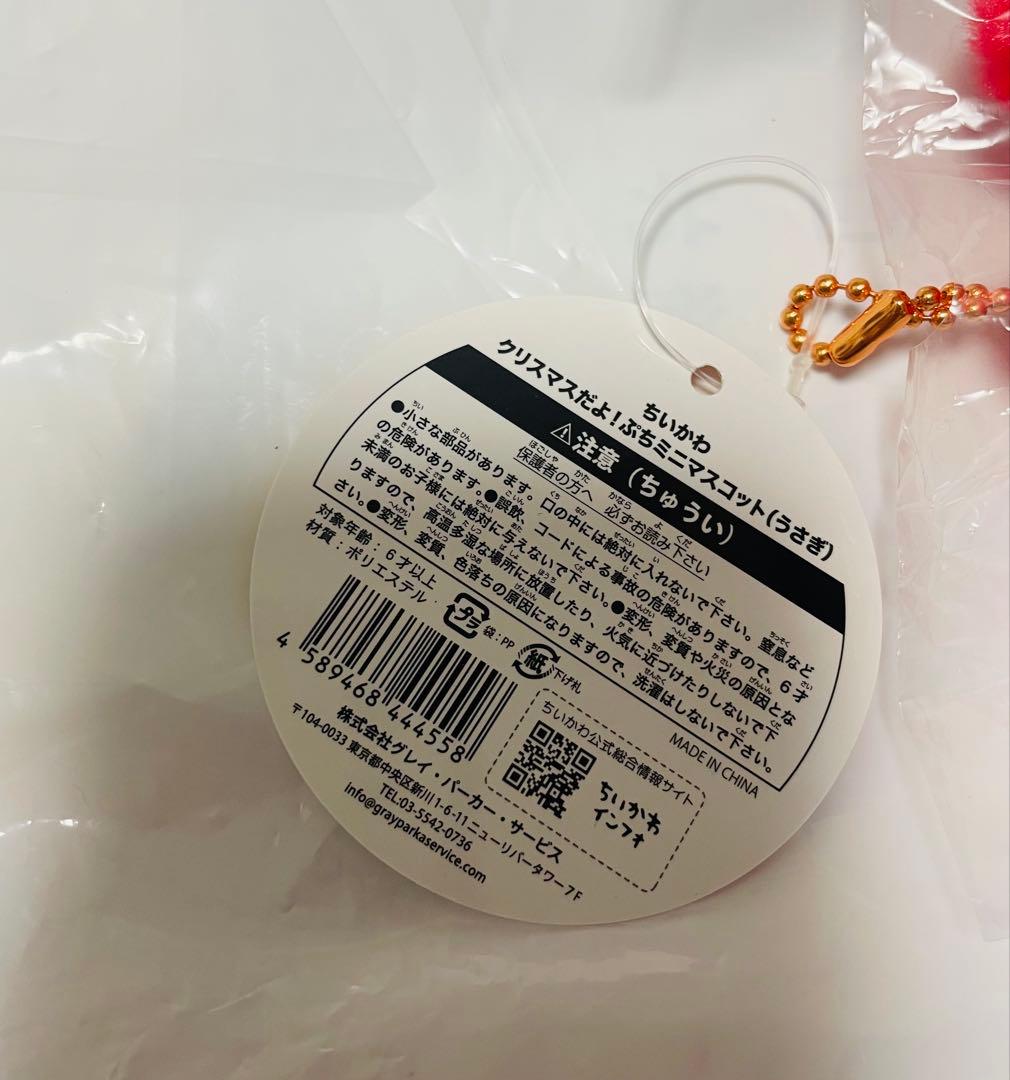 ちいかわ
クリスマスだよ！ぷちミニマスコット(うさぎ)
⚠注意（ちゅうい）
保護者の方へ 必ずお読み下さい
●小さな部品があります。口の中には絶対に入れないで下さい。窒息など
の危険があります。●誤飲、コードによる事故の危険がありますので、6才
未満のお子様には絶対に与えないで下さい。●変形、変質や火災の原因とな
りますので、高温多湿な場所に放置したり、火気に近づけたりしないで下
さい。●変形、変質、色落ちの原因になりますので、洗濯はしないで下さい。
対象年齢：6才以上
材質：ポリエステル
MADE IN CHINA
プラ 袋：PP
紙 下げ札
4 589468 444558
ちいかわ公式総合情報サイト
ちいかわ
インフォ
株式会社グレイ・パーカー・サービス
〒104-0033 東京都中央区新川1-6-11ニューリバータワー7F
TEL.03-5542-0736
info@grayparkaservice.com